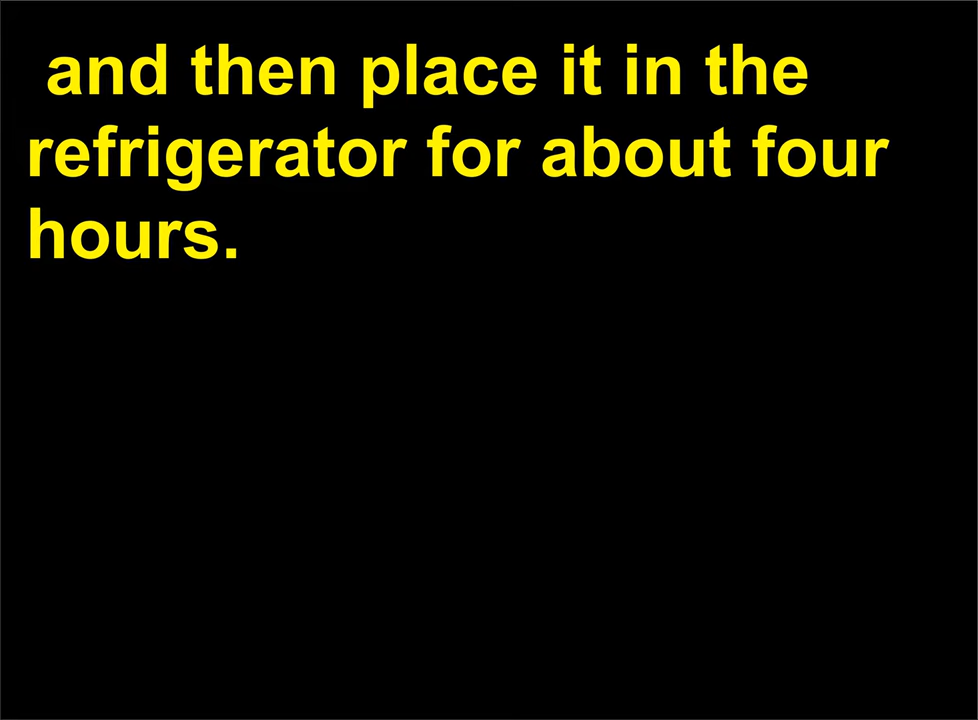 and then place it in the
refrigerator for about four
hours.